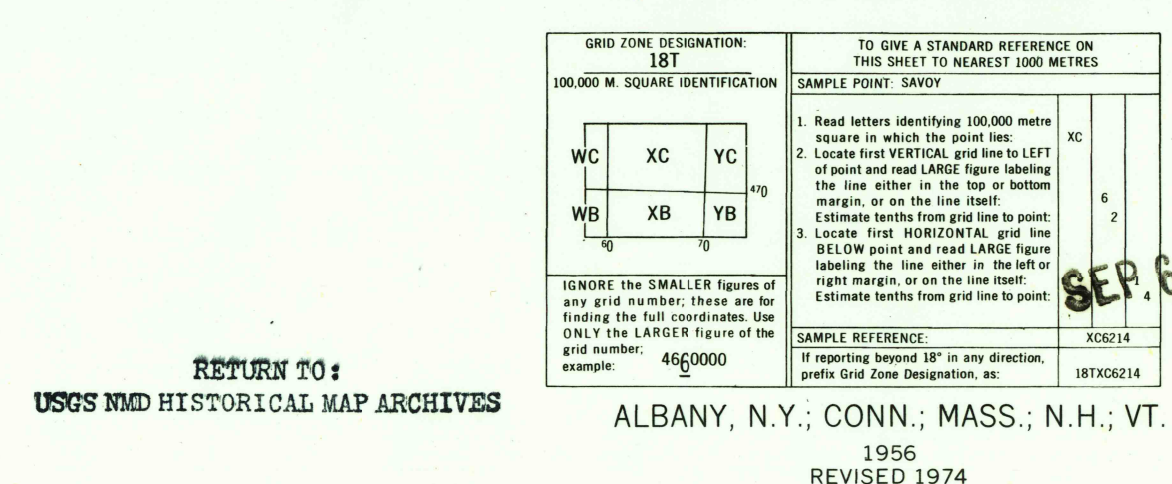 GRID ZONE DESIGNATION:
18T
100,000 M. SQUARE IDENTIFICATION
WC XC YC
470
WB XB YB
60 70
IGNORE the SMALLER figures of
any grid number; these are for
finding the full coordinates. Use
ONLY the LARGER figure of the
grid number;
example: 4660000
TO GIVE A STANDARD REFERENCE ON
THIS SHEET TO NEAREST 1000 METRES
SAMPLE POINT: SAVOY
1. Read letters identifying 100,000 metre
square in which the point lies: XC
2. Locate first VERTICAL grid line to LEFT
of point and read LARGE figure labeling
the line either in the top or bottom
margin, or on the line itself: 6
Estimate tenths from grid line to point: 2
3. Locate first HORIZONTAL grid line
BELOW point and read LARGE figure
labeling the line either in the left or
right margin, or on the line itself: 1
Estimate tenths from grid line to point: 4
SEP 6
SAMPLE REFERENCE: XC6214
If reporting beyond 18° in any direction,
prefix Grid Zone Designation, as: 18TXC6214
RETURN TO:
USGS NMD HISTORICAL MAP ARCHIVES
ALBANY, N.Y.; CONN.; MASS.; N.H.; VT.
1956
REVISED 1974